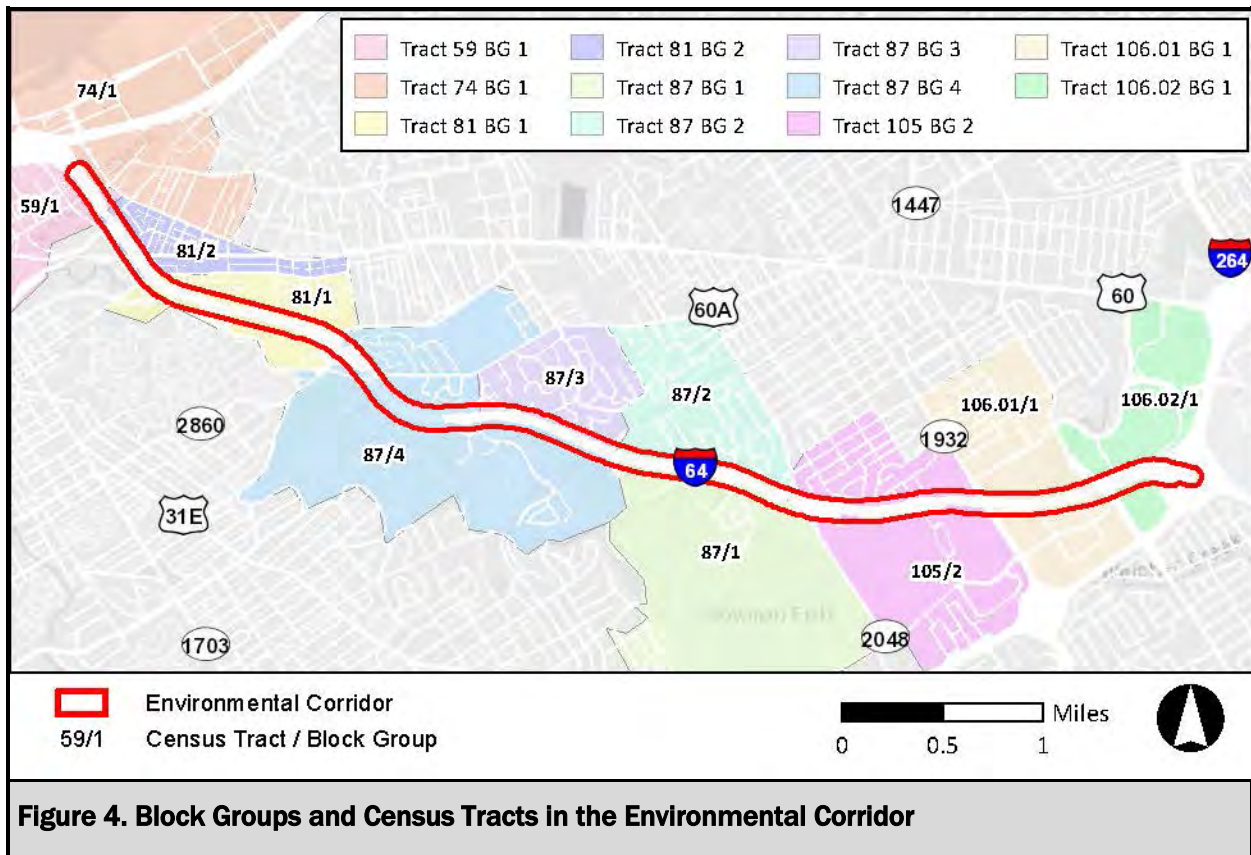 Tract 59 BG 1
Tract 81 BG 2
Tract 87 BG 3
Tract 106.01 BG 1
Tract 74 BG 1
Tract 87 BG 1
Tract 87 BG 4
Tract 106.02 BG 1
Tract 81 BG 1
Tract 87 BG 2
Tract 105 BG 2
74/1
59/1
1447
81/2
264
81/1
60
60A
87/3
87/2
106.01/1
106.02/1
2860
1932
87/4
64
31E
87/1
105/2
1703
2048
Environmental Corridor
Miles
59/1
Census Tract / Block Group
0
0.5
1
Figure 4. Block Groups and Census Tracts in the Environmental Corridor